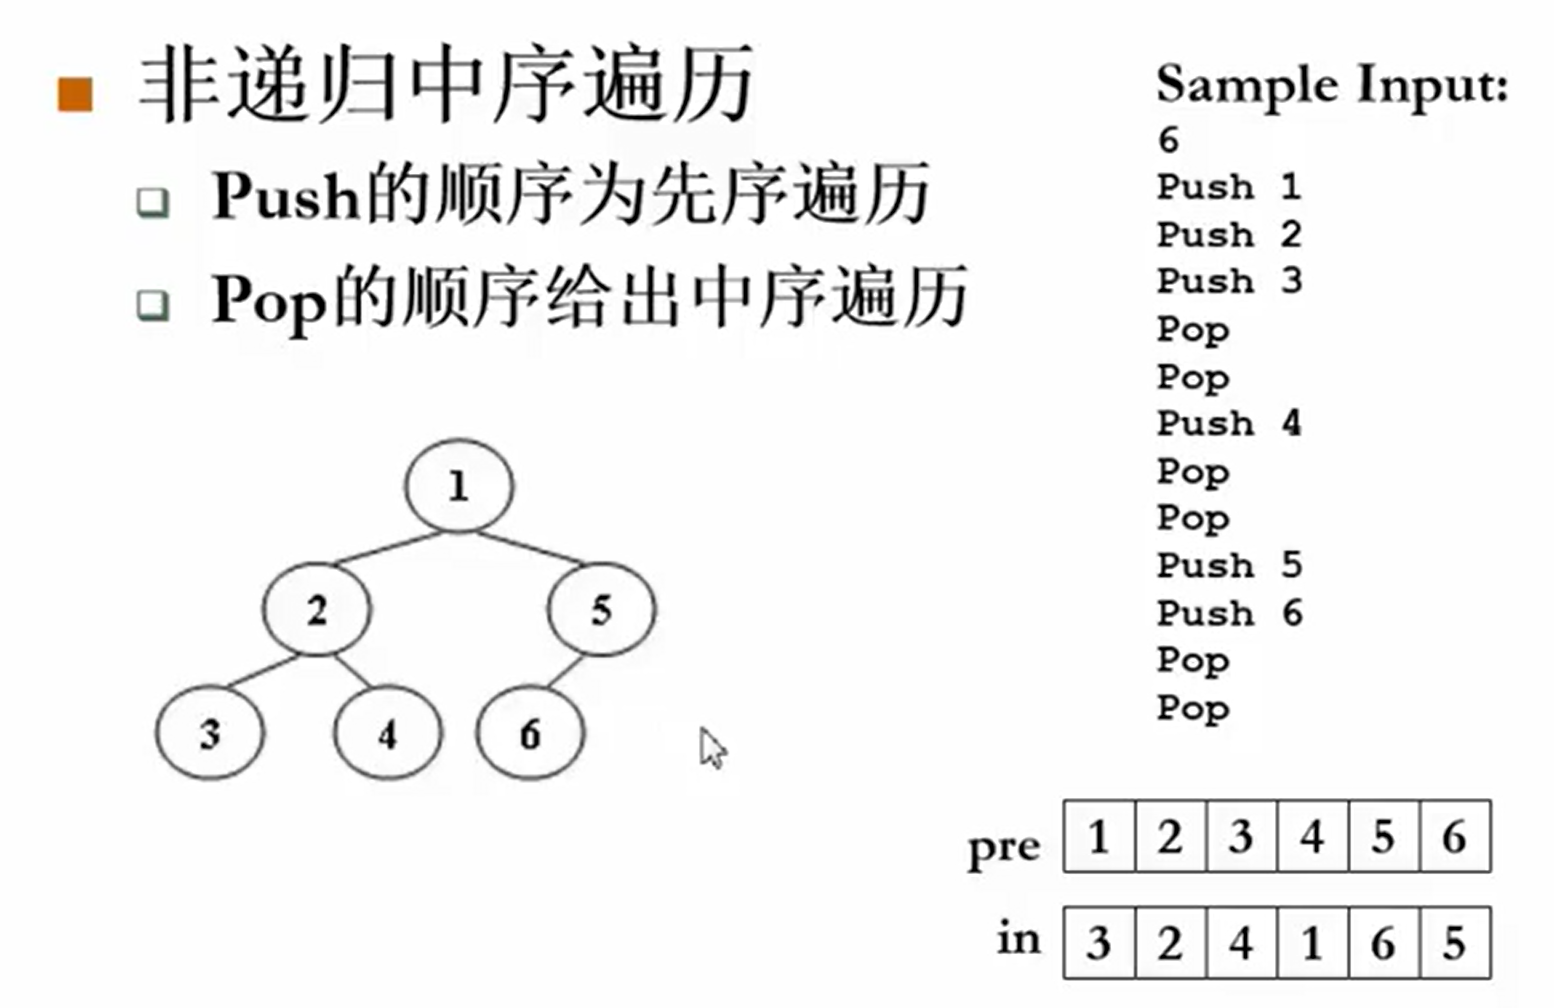 非递归中序遍历
Push的顺序为先序遍历
Pop的顺序给出中序遍历
1
2 5
3 4 6
Sample Input:
6
Push 1
Push 2
Push 3
Pop
Pop
Push 4
Pop
Pop
Push 5
Push 6
Pop
Pop
pre 1 2 3 4 5 6
in 3 2 4 1 6 5